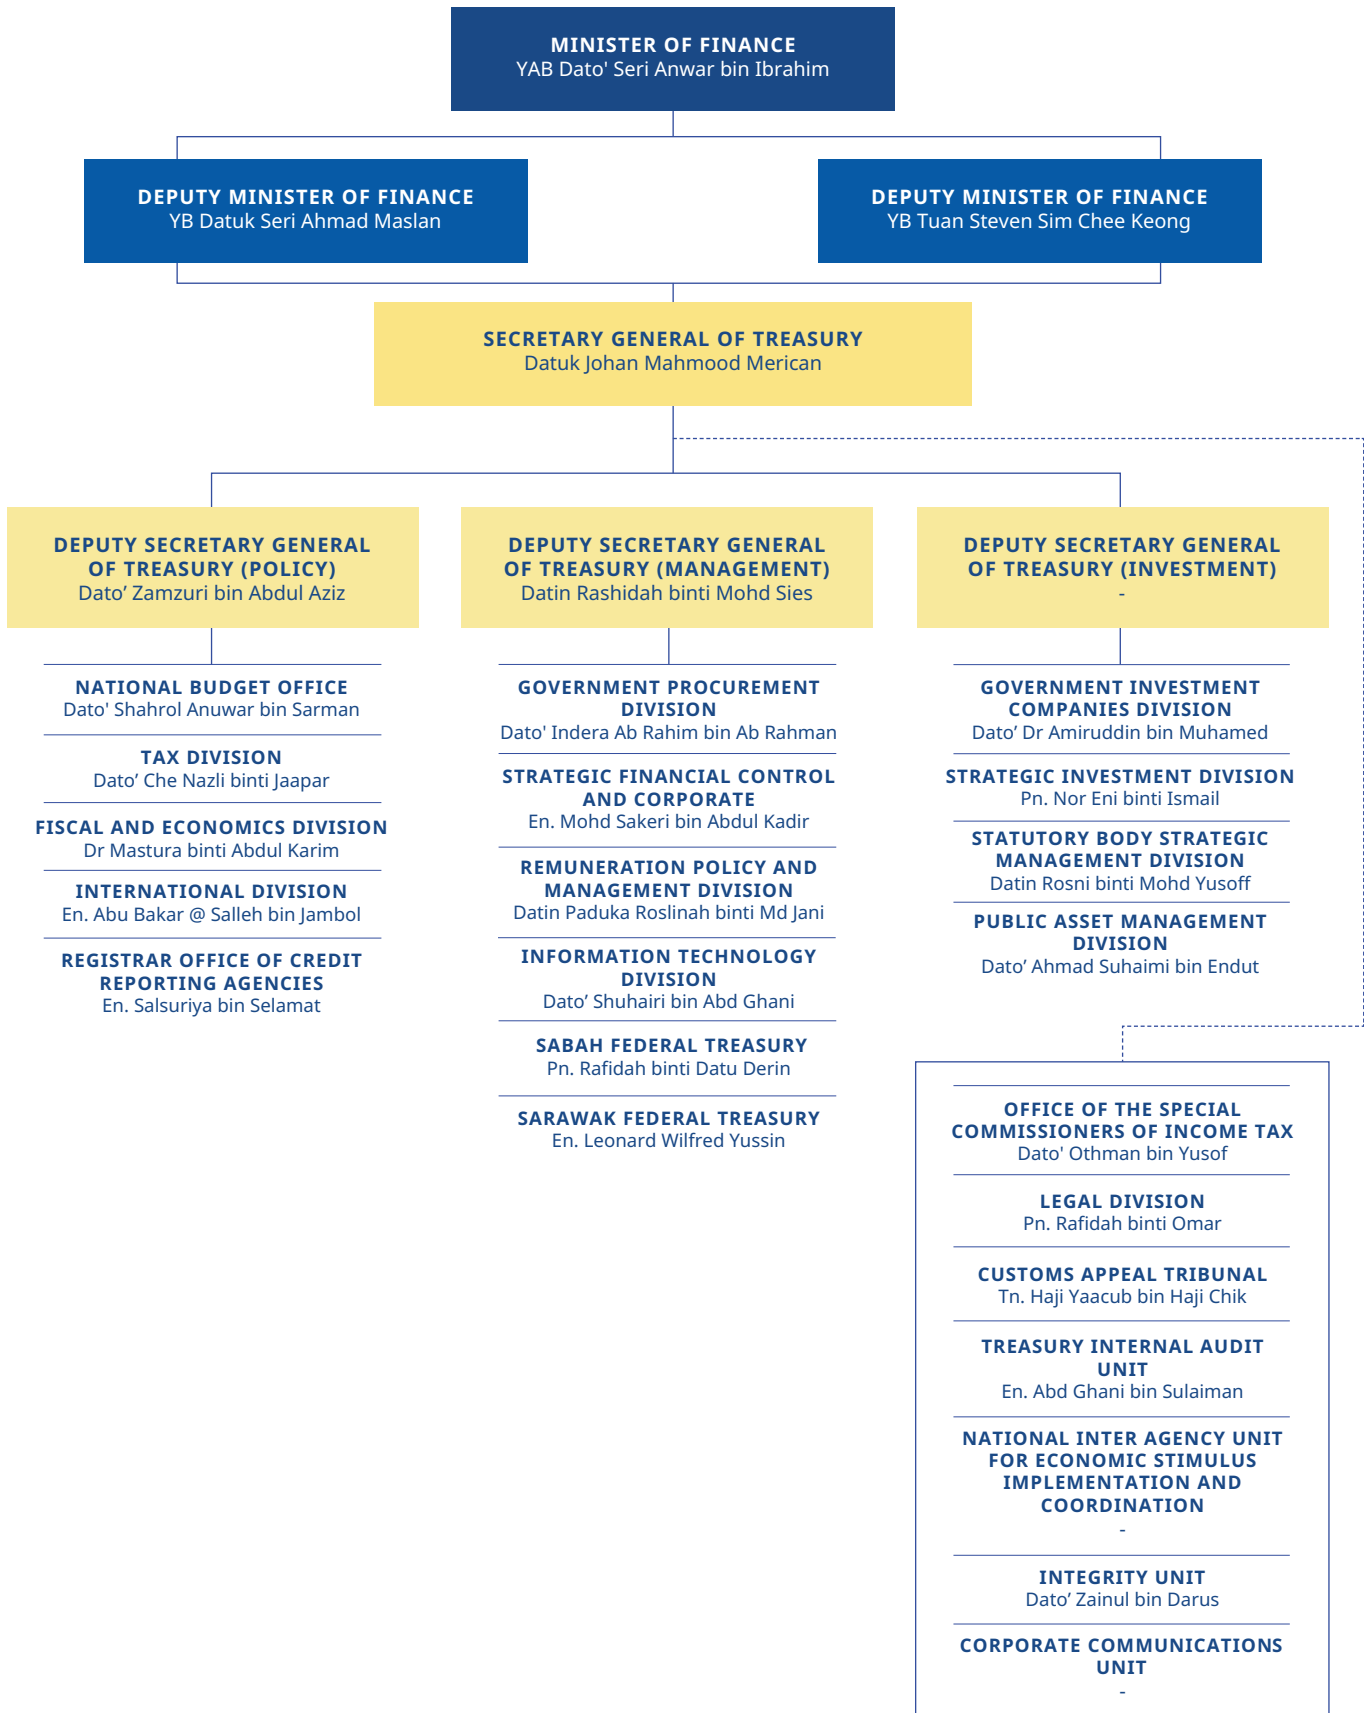 MINISTER OF FINANCE
YAB Dato' Seri Anwar bin Ibrahim
DEPUTY MINISTER OF FINANCE
YB Datuk Seri Ahmad Maslan
DEPUTY MINISTER OF FINANCE
YB Tuan Steven Sim Chee Keong
SECRETARY GENERAL OF TREASURY
Datuk Johan Mahmood Merican
DEPUTY SECRETARY GENERAL
OF TREASURY (POLICY)
Dato’ Zamzuri bin Abdul Aziz
NATIONAL BUDGET OFFICE
Dato' Shahrol Anuwar bin Sarman
TAX DIVISION
Dato’ Che Nazli binti Jaapar
FISCAL AND ECONOMICS DIVISION
Dr Mastura binti Abdul Karim
INTERNATIONAL DIVISION
En. Abu Bakar @ Salleh bin Jambol
REGISTRAR OFFICE OF CREDIT
REPORTING AGENCIES
En. Salsuriya bin Selamat
DEPUTY SECRETARY GENERAL
OF TREASURY (MANAGEMENT)
Datin Rashidah binti Mohd Sies
GOVERNMENT PROCUREMENT
DIVISION
Dato' Indera Ab Rahim bin Ab Rahman
STRATEGIC FINANCIAL CONTROL
AND CORPORATE
En. Mohd Sakeri bin Abdul Kadir
REMUNERATION POLICY AND
MANAGEMENT DIVISION
Datin Paduka Roslinah binti Md Jani
INFORMATION TECHNOLOGY
DIVISION
Dato’ Shuhairi bin Abd Ghani
SABAH FEDERAL TREASURY
Pn. Rafidah binti Datu Derin
SARAWAK FEDERAL TREASURY
En. Leonard Wilfred Yussin
DEPUTY SECRETARY GENERAL
OF TREASURY (INVESTMENT)
-
GOVERNMENT INVESTMENT
COMPANIES DIVISION
Dato’ Dr Amiruddin bin Muhamed
STRATEGIC INVESTMENT DIVISION
Pn. Nor Eni binti Ismail
STATUTORY BODY STRATEGIC
MANAGEMENT DIVISION
Datin Rosni binti Mohd Yusoff
PUBLIC ASSET MANAGEMENT
DIVISION
Dato’ Ahmad Suhaimi bin Endut
OFFICE OF THE SPECIAL
COMMISSIONERS OF INCOME TAX
Dato' Othman bin Yusof
LEGAL DIVISION
Pn. Rafidah binti Omar
CUSTOMS APPEAL TRIBUNAL
Tn. Haji Yaacub bin Haji Chik
TREASURY INTERNAL AUDIT
UNIT
En. Abd Ghani bin Sulaiman
NATIONAL INTER AGENCY UNIT
FOR ECONOMIC STIMULUS
IMPLEMENTATION AND
COORDINATION
-
INTEGRITY UNIT
Dato’ Zainul bin Darus
CORPORATE COMMUNICATIONS
UNIT
-